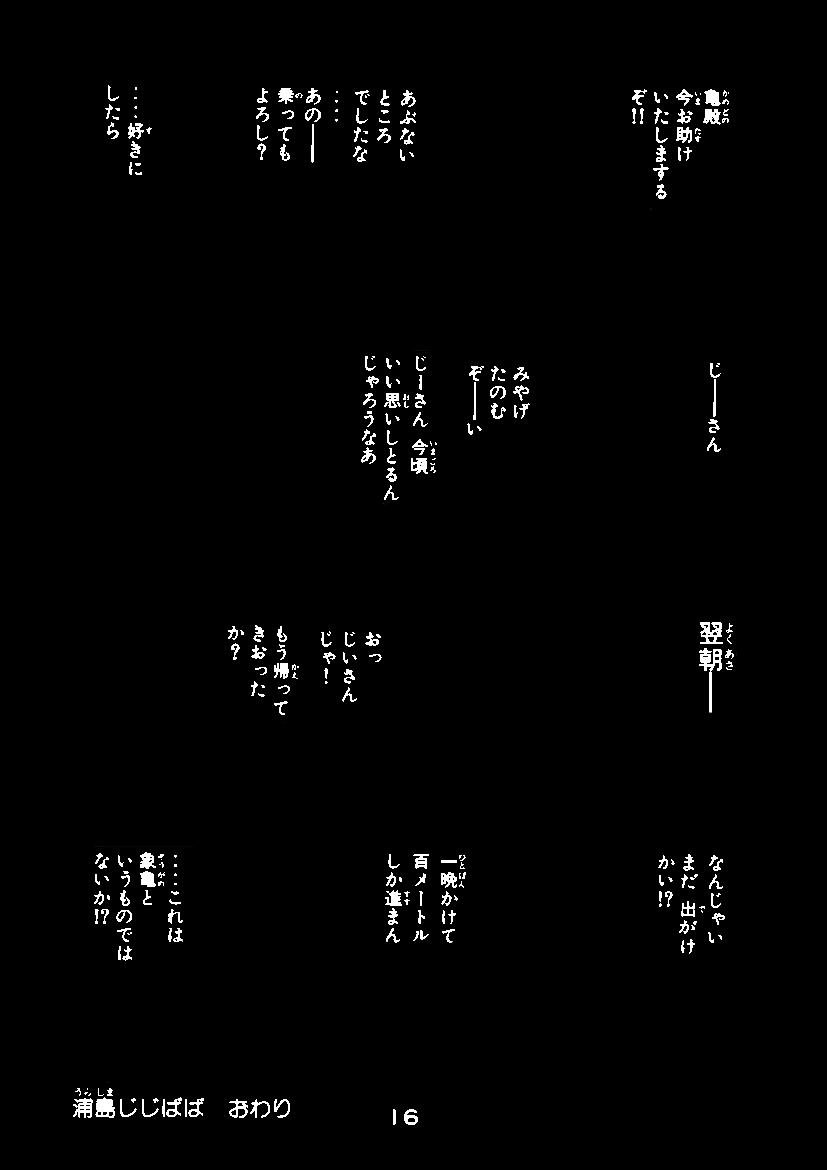 亀殿
今お助け
いたしまする
ぞ!!
あぶない
ところ
でしたな
‥‥
あの──
乗っても
よろし?
‥‥好きに
したら
じ──さん
みやげ
たのむ
ぞ──い
じーさん 今頃
いい思いしとるん
じゃろうなあ
翌朝──
おっ
じいさん
じゃ!
もう帰って
きおった
か?
なんじゃい
まだ 出がけ
かい!?
一晩かけて
百メートル
しか進まん
‥‥これは
象亀と
いうものでは
ないか!?
浦島じじばば おわり
16